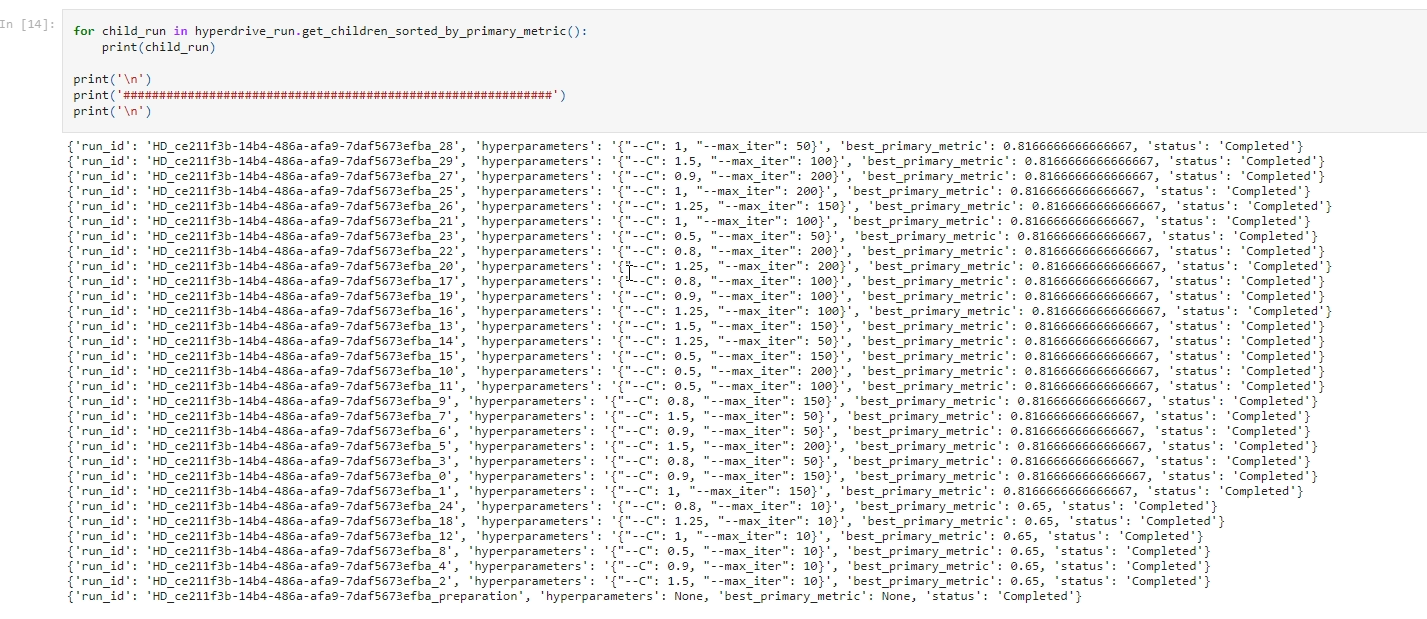 In [14]:
for child_run in hyperdrive_run.get_children_sorted_by_primary_metric():
    print(child_run)
print('\n')
print('############################################################')
print('\n')
{'run_id': 'HD_ce211f3b-14b4-486a-afa9-7daf5673efba_28', 'hyperparameters': '{"--C": 1, "--max_iter": 50}', 'best_primary_metric': 0.8166666666666667, 'status': 'Completed'}
{'run_id': 'HD_ce211f3b-14b4-486a-afa9-7daf5673efba_29', 'hyperparameters': '{"--C": 1.5, "--max_iter": 100}', 'best_primary_metric': 0.8166666666666667, 'status': 'Completed'}
{'run_id': 'HD_ce211f3b-14b4-486a-afa9-7daf5673efba_27', 'hyperparameters': '{"--C": 0.9, "--max_iter": 200}', 'best_primary_metric': 0.8166666666666667, 'status': 'Completed'}
{'run_id': 'HD_ce211f3b-14b4-486a-afa9-7daf5673efba_25', 'hyperparameters': '{"--C": 1, "--max_iter": 200}', 'best_primary_metric': 0.8166666666666667, 'status': 'Completed'}
{'run_id': 'HD_ce211f3b-14b4-486a-afa9-7daf5673efba_26', 'hyperparameters': '{"--C": 1.25, "--max_iter": 150}', 'best_primary_metric': 0.8166666666666667, 'status': 'Completed'}
{'run_id': 'HD_ce211f3b-14b4-486a-afa9-7daf5673efba_21', 'hyperparameters': '{"--C": 1, "--max_iter": 100}', 'best_primary_metric': 0.8166666666666667, 'status': 'Completed'}
{'run_id': 'HD_ce211f3b-14b4-486a-afa9-7daf5673efba_23', 'hyperparameters': '{"--C": 0.5, "--max_iter": 50}', 'best_primary_metric': 0.8166666666666667, 'status': 'Completed'}
{'run_id': 'HD_ce211f3b-14b4-486a-afa9-7daf5673efba_22', 'hyperparameters': '{"--C": 0.8, "--max_iter": 200}', 'best_primary_metric': 0.8166666666666667, 'status': 'Completed'}
{'run_id': 'HD_ce211f3b-14b4-486a-afa9-7daf5673efba_20', 'hyperparameters': '{"--C": 1.25, "--max_iter": 200}', 'best_primary_metric': 0.8166666666666667, 'status': 'Completed'}
{'run_id': 'HD_ce211f3b-14b4-486a-afa9-7daf5673efba_17', 'hyperparameters': '{"--C": 0.8, "--max_iter": 100}', 'best_primary_metric': 0.8166666666666667, 'status': 'Completed'}
{'run_id': 'HD_ce211f3b-14b4-486a-afa9-7daf5673efba_19', 'hyperparameters': '{"--C": 0.9, "--max_iter": 100}', 'best_primary_metric': 0.8166666666666667, 'status': 'Completed'}
{'run_id': 'HD_ce211f3b-14b4-486a-afa9-7daf5673efba_16', 'hyperparameters': '{"--C": 1.25, "--max_iter": 100}', 'best_primary_metric': 0.8166666666666667, 'status': 'Completed'}
{'run_id': 'HD_ce211f3b-14b4-486a-afa9-7daf5673efba_13', 'hyperparameters': '{"--C": 1.5, "--max_iter": 150}', 'best_primary_metric': 0.8166666666666667, 'status': 'Completed'}
{'run_id': 'HD_ce211f3b-14b4-486a-afa9-7daf5673efba_14', 'hyperparameters': '{"--C": 1.25, "--max_iter": 50}', 'best_primary_metric': 0.8166666666666667, 'status': 'Completed'}
{'run_id': 'HD_ce211f3b-14b4-486a-afa9-7daf5673efba_15', 'hyperparameters': '{"--C": 0.5, "--max_iter": 150}', 'best_primary_metric': 0.8166666666666667, 'status': 'Completed'}
{'run_id': 'HD_ce211f3b-14b4-486a-afa9-7daf5673efba_10', 'hyperparameters': '{"--C": 0.5, "--max_iter": 200}', 'best_primary_metric': 0.8166666666666667, 'status': 'Completed'}
{'run_id': 'HD_ce211f3b-14b4-486a-afa9-7daf5673efba_11', 'hyperparameters': '{"--C": 0.5, "--max_iter": 100}', 'best_primary_metric': 0.8166666666666667, 'status': 'Completed'}
{'run_id': 'HD_ce211f3b-14b4-486a-afa9-7daf5673efba_9', 'hyperparameters': '{"--C": 0.8, "--max_iter": 150}', 'best_primary_metric': 0.8166666666666667, 'status': 'Completed'}
{'run_id': 'HD_ce211f3b-14b4-486a-afa9-7daf5673efba_7', 'hyperparameters': '{"--C": 1.5, "--max_iter": 50}', 'best_primary_metric': 0.8166666666666667, 'status': 'Completed'}
{'run_id': 'HD_ce211f3b-14b4-486a-afa9-7daf5673efba_6', 'hyperparameters': '{"--C": 0.9, "--max_iter": 50}', 'best_primary_metric': 0.8166666666666667, 'status': 'Completed'}
{'run_id': 'HD_ce211f3b-14b4-486a-afa9-7daf5673efba_5', 'hyperparameters': '{"--C": 1.5, "--max_iter": 200}', 'best_primary_metric': 0.8166666666666667, 'status': 'Completed'}
{'run_id': 'HD_ce211f3b-14b4-486a-afa9-7daf5673efba_3', 'hyperparameters': '{"--C": 0.8, "--max_iter": 50}', 'best_primary_metric': 0.8166666666666667, 'status': 'Completed'}
{'run_id': 'HD_ce211f3b-14b4-486a-afa9-7daf5673efba_0', 'hyperparameters': '{"--C": 0.9, "--max_iter": 150}', 'best_primary_metric': 0.8166666666666667, 'status': 'Completed'}
{'run_id': 'HD_ce211f3b-14b4-486a-afa9-7daf5673efba_1', 'hyperparameters': '{"--C": 1, "--max_iter": 150}', 'best_primary_metric': 0.8166666666666667, 'status': 'Completed'}
{'run_id': 'HD_ce211f3b-14b4-486a-afa9-7daf5673efba_24', 'hyperparameters': '{"--C": 0.8, "--max_iter": 10}', 'best_primary_metric': 0.65, 'status': 'Completed'}
{'run_id': 'HD_ce211f3b-14b4-486a-afa9-7daf5673efba_18', 'hyperparameters': '{"--C": 1.25, "--max_iter": 10}', 'best_primary_metric': 0.65, 'status': 'Completed'}
{'run_id': 'HD_ce211f3b-14b4-486a-afa9-7daf5673efba_12', 'hyperparameters': '{"--C": 1, "--max_iter": 10}', 'best_primary_metric': 0.65, 'status': 'Completed'}
{'run_id': 'HD_ce211f3b-14b4-486a-afa9-7daf5673efba_8', 'hyperparameters': '{"--C": 0.5, "--max_iter": 10}', 'best_primary_metric': 0.65, 'status': 'Completed'}
{'run_id': 'HD_ce211f3b-14b4-486a-afa9-7daf5673efba_4', 'hyperparameters': '{"--C": 0.9, "--max_iter": 10}', 'best_primary_metric': 0.65, 'status': 'Completed'}
{'run_id': 'HD_ce211f3b-14b4-486a-afa9-7daf5673efba_2', 'hyperparameters': '{"--C": 1.5, "--max_iter": 10}', 'best_primary_metric': 0.65, 'status': 'Completed'}
{'run_id': 'HD_ce211f3b-14b4-486a-afa9-7daf5673efba_preparation', 'hyperparameters': None, 'best_primary_metric': None, 'status': 'Completed'}